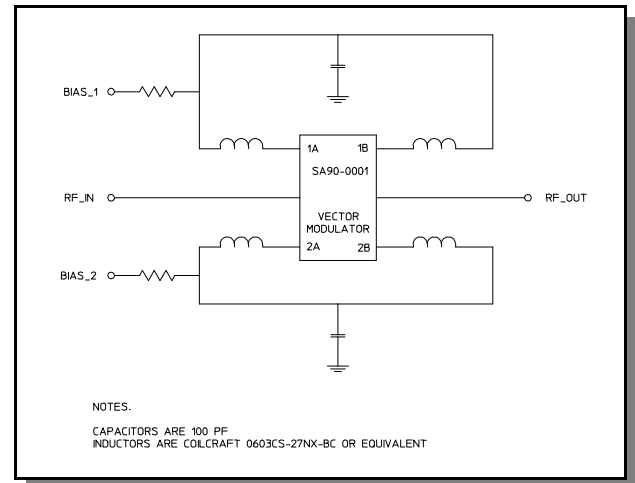 BIAS_1
1A 1B
SA90-0001
RF_IN
RF_OUT
VECTOR
MODULATOR
2A 2B
BIAS_2
NOTES.
CAPACITORS ARE 100 PF
INDUCTORS ARE COILCRAFT 0603CS-27NX-BC OR EQUIVALENT